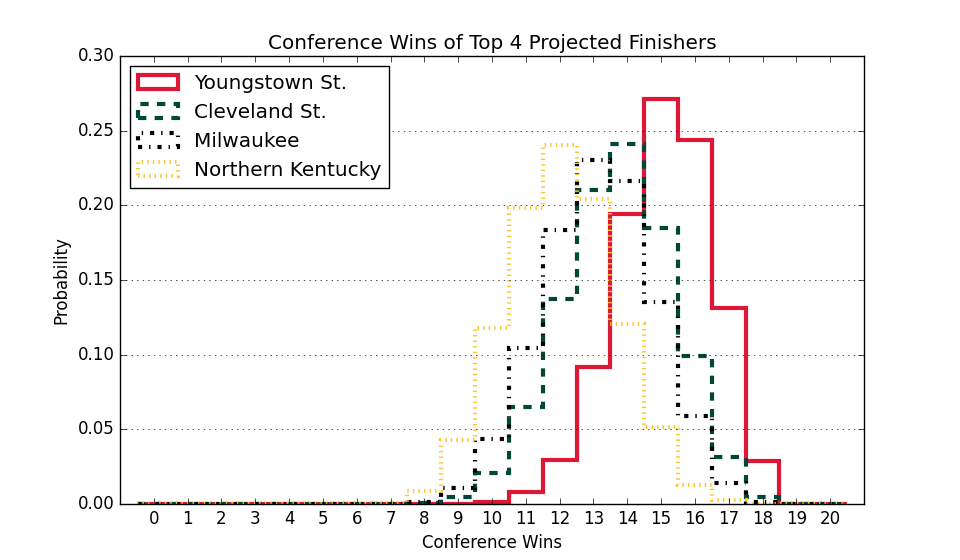 Conference Wins of Top 4 Projected Finishers
0.30
0.25
0.20
0.15
0.10
0.05
0.00
Probability
Youngstown St.
Cleveland St.
Milwaukee
Northern Kentucky
0 1 2 3 4 5 6 7 8 9 10 11 12 13 14 15 16 17 18 19 20
Conference Wins